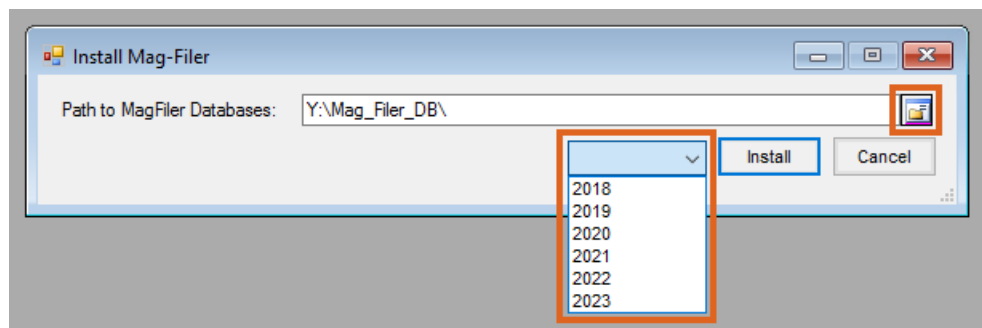 Install Mag-Filer
Path to MagFiler Databases: Y:\Mag_Filer_DB\
Install Cancel
2018
2019
2020
2021
2022
2023